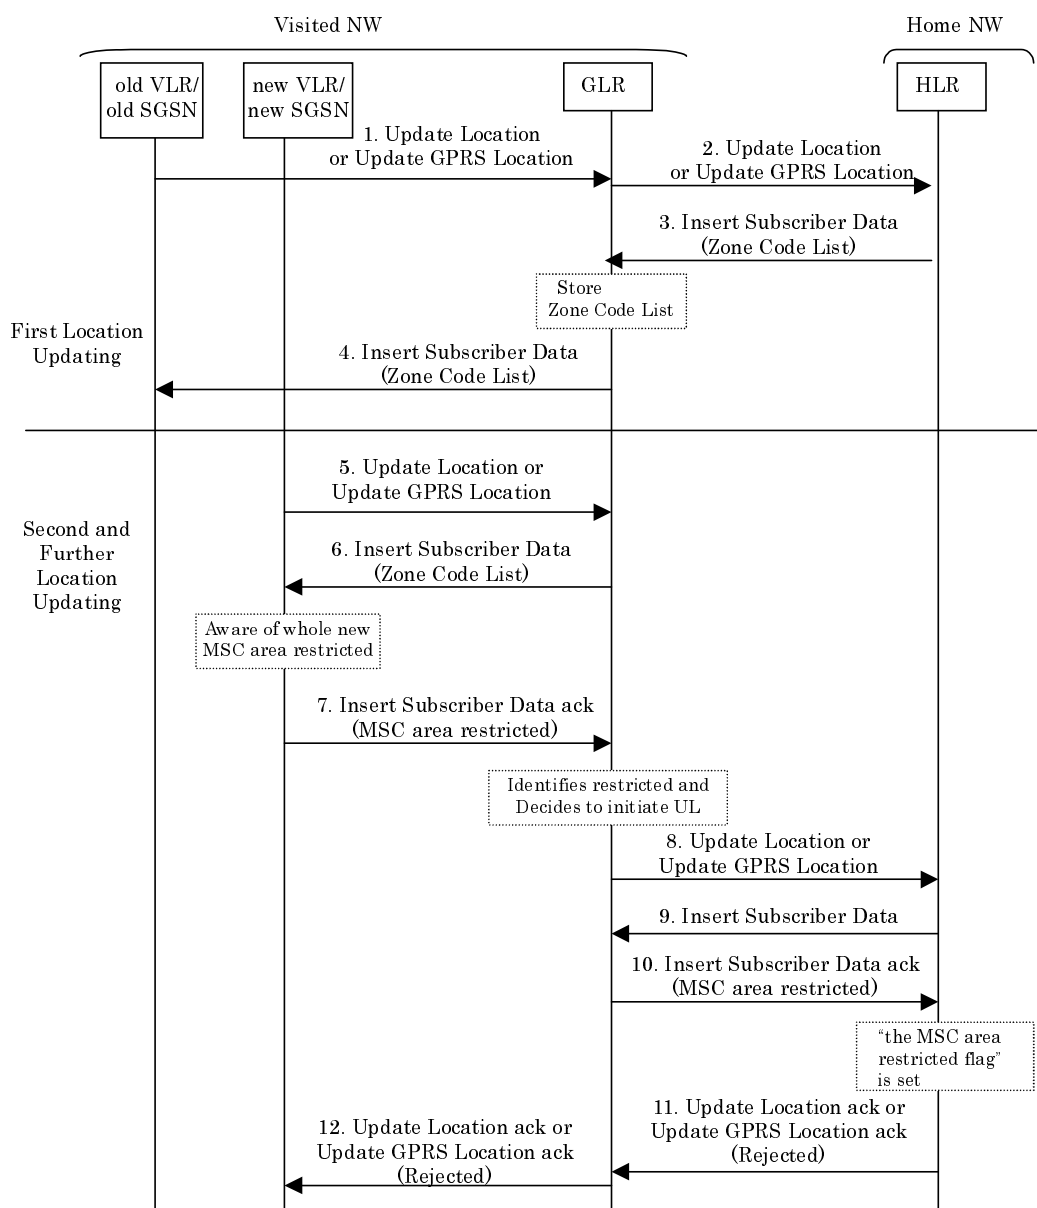 Visited NW
Home NW
old VLR/
old SGSN
new VLR/
new SGSN
GLR
HLR
1. Update Location
or Update GPRS Location
2. Update Location
or Update GPRS Location
3. Insert Subscriber Data
(Zone Code List)
Store
Zone Code List
First Location
Updating
4. Insert Subscriber Data
(Zone Code List)
5. Update Location or
Update GPRS Location
Second and
Further
Location
Updating
6. Insert Subscriber Data
(Zone Code List)
Aware of whole new
MSC area restricted
7. Insert Subscriber Data ack
(MSC area restricted)
Identifies restricted and
Decides to initiate UL
8. Update Location or
Update GPRS Location
9. Insert Subscriber Data
10. Insert Subscriber Data ack
(MSC area restricted)
“the MSC area
restricted flag”
is set
11. Update Location ack or
Update GPRS Location ack
(Rejected)
12. Update Location ack or
Update GPRS Location ack
(Rejected)